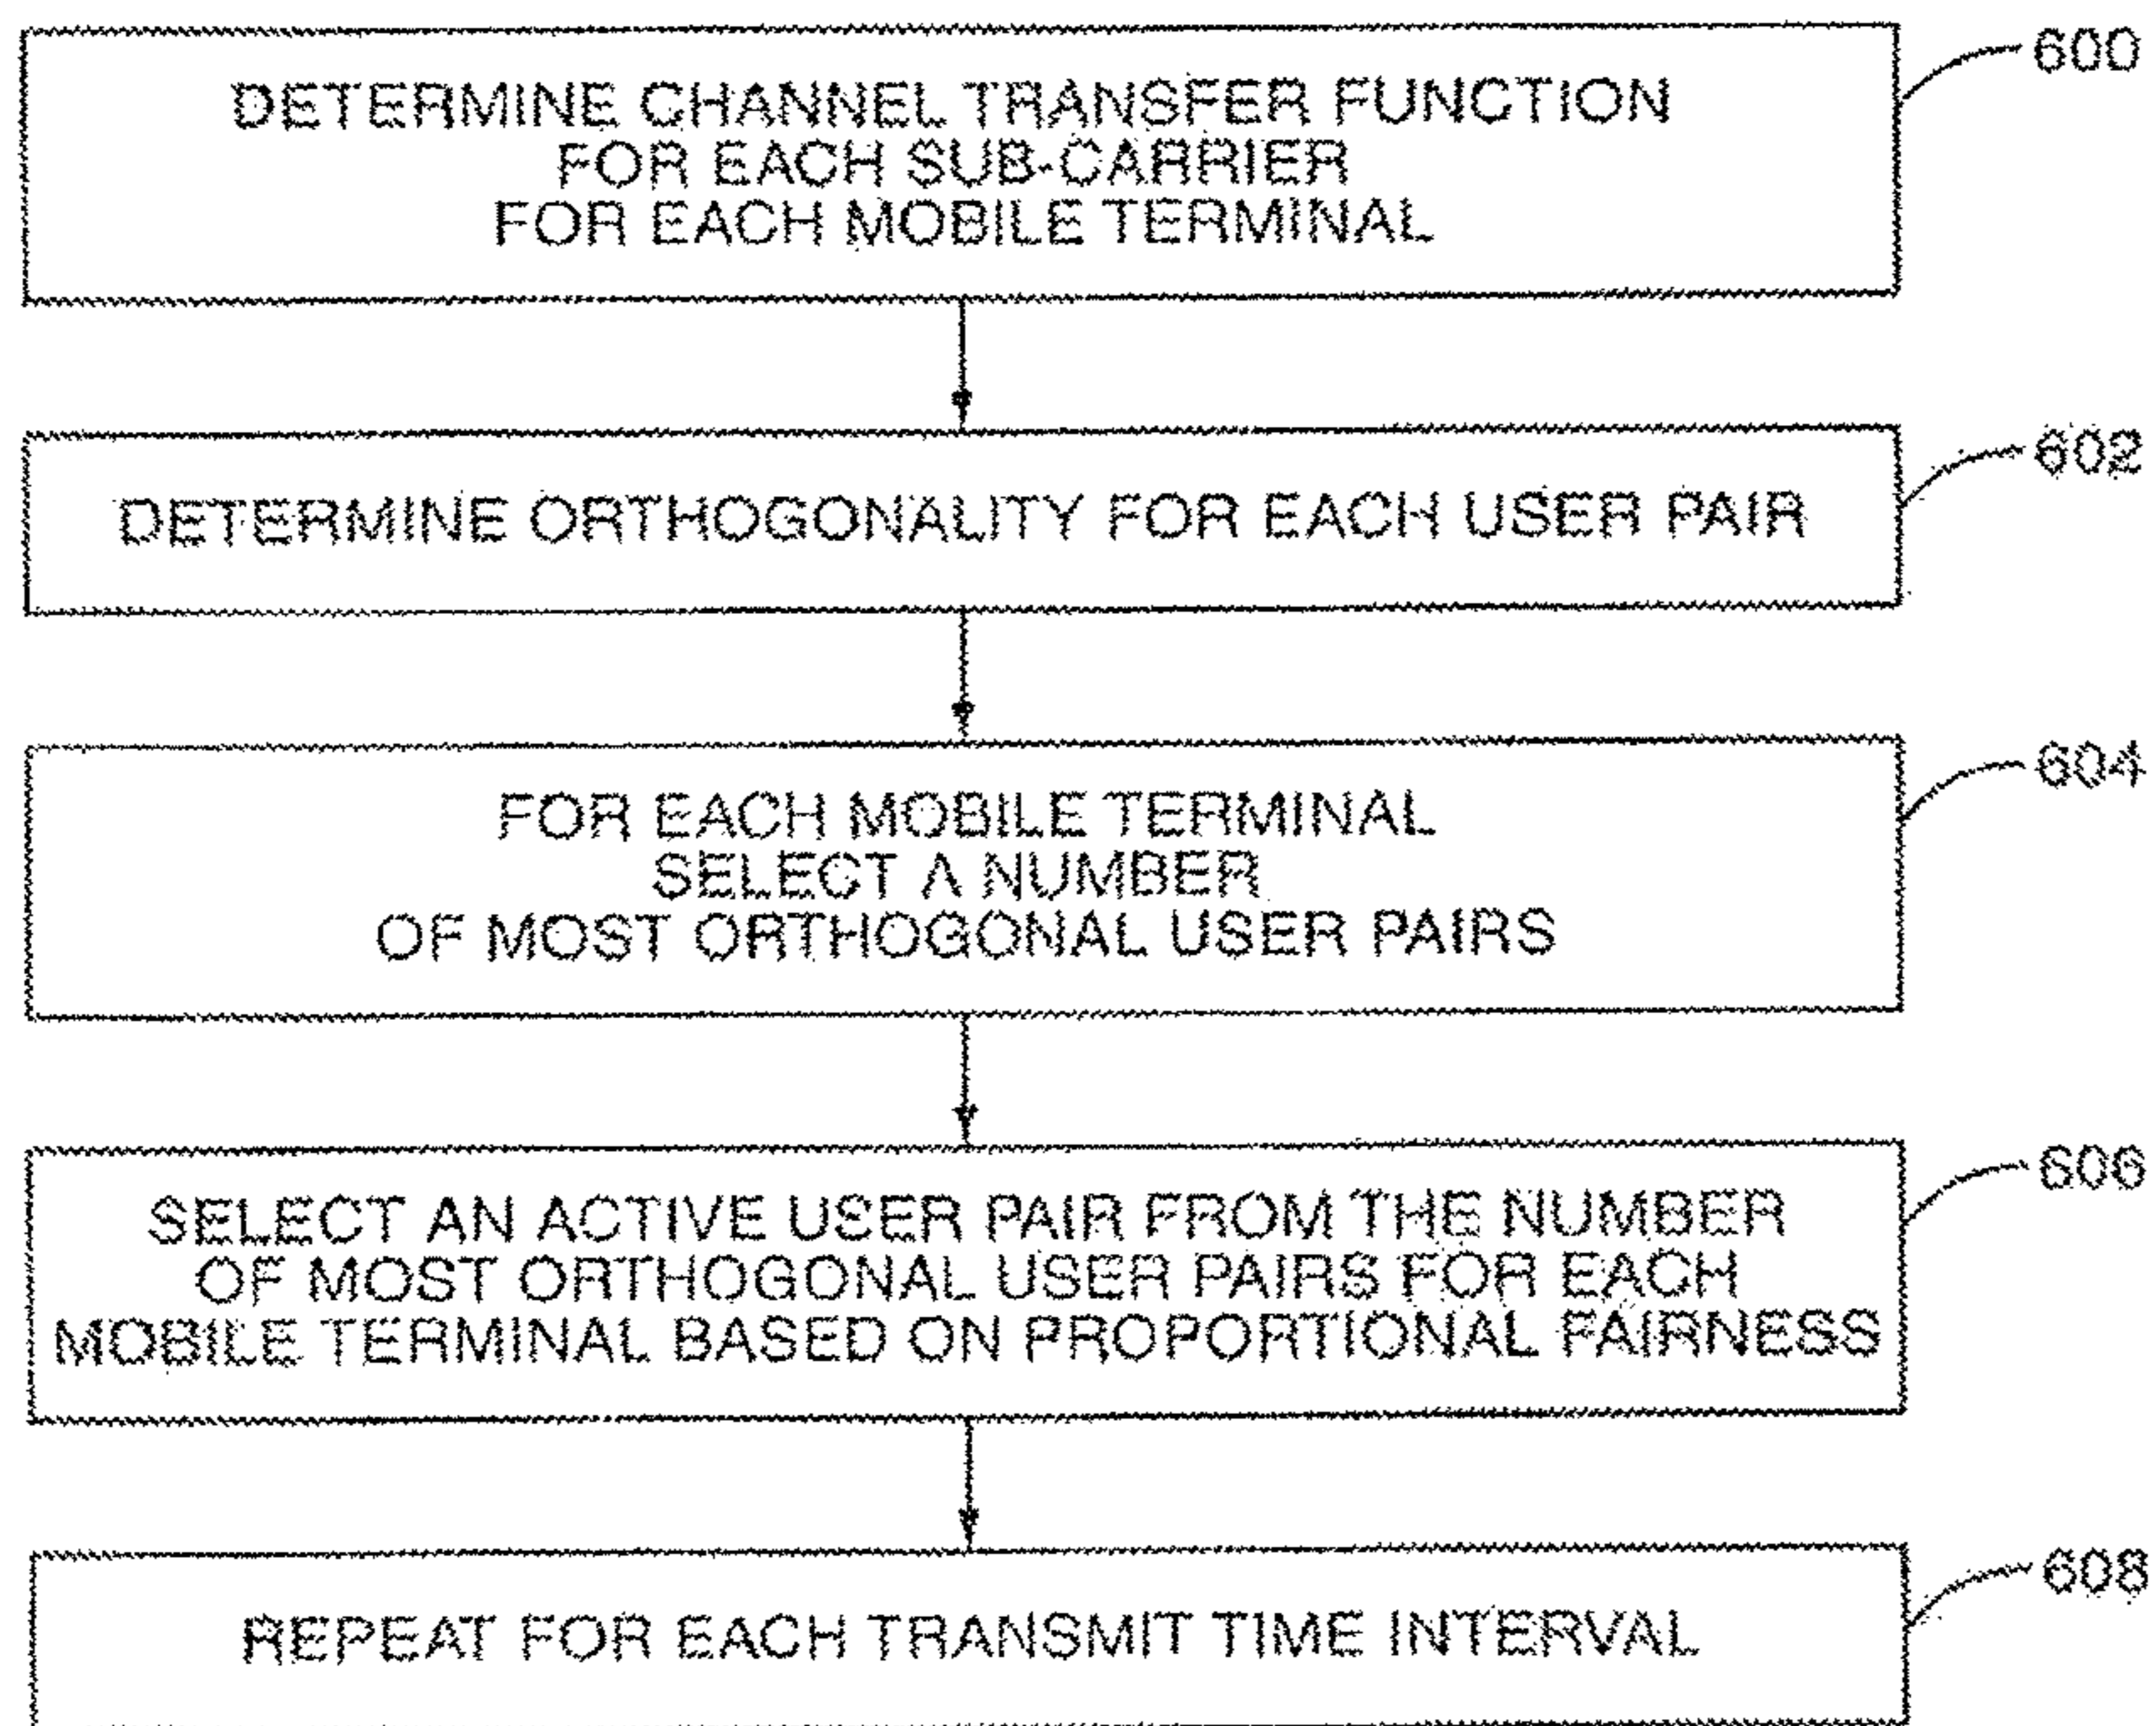 DETERMINE CHANNEL TRANSFER FUNCTION
FOR EACH SUB-CARRIER
FOR EACH MOBILE TERMINAL
600
DETERMINE ORTHOGONALITY FOR EACH USER PAIR
602
FOR EACH MOBILE TERMINAL
SELECT A NUMBER
OF MOST ORTHOGONAL USER PAIRS
604
SELECT AN ACTIVE USER PAIR FROM THE NUMBER
OF MOST ORTHOGONAL USER PAIRS FOR EACH
MOBILE TERMINAL BASED ON PROPORTIONAL FAIRNESS
606
REPEAT FOR EACH TRANSMIT TIME INTERVAL
608